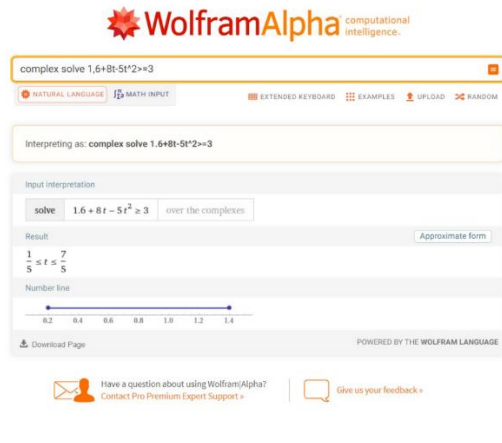 WolframAlpha computational intelligence.
complex solve 1,6+8t-5t^2>=3
NATURAL LANGUAGE MATH INPUT EXTENDED KEYBOARD EXAMPLES UPLOAD RANDOM
Interpreting as: complex solve 1.6+8t-5t^2>=3
Input interpretation
solve 1.6 + 8 t − 5 t² ≥ 3 over the complexes
Result Approximate form
1/5 ≤ t ≤ 7/5
Number line
0.2 0.4 0.6 0.8 1.0 1.2 1.4
Download Page POWERED BY THE WOLFRAM LANGUAGE
Have a question about using Wolfram|Alpha?
Contact Pro Premium Expert Support »
Give us your feedback »